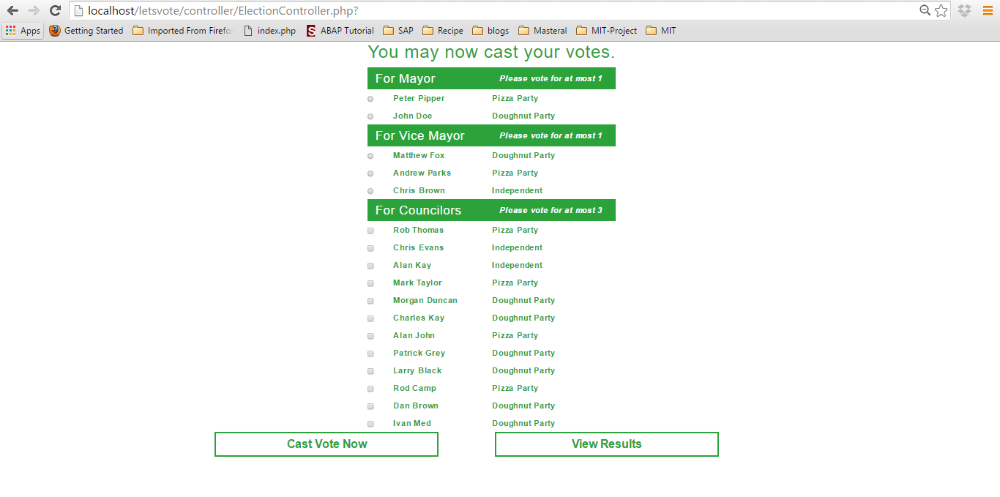 localhost/letsvote/controller/ElectionController.php?
Apps Getting Started Imported From Firefo index.php ABAP Tutorial SAP Recipe blogs Masteral MIT-Project MIT
You may now cast your votes.
For Mayor Please vote for at most 1
Peter Pipper Pizza Party
John Doe Doughnut Party
For Vice Mayor Please vote for at most 1
Matthew Fox Doughnut Party
Andrew Parks Pizza Party
Chris Brown Independent
For Councilors Please vote for at most 3
Rob Thomas Pizza Party
Chris Evans Independent
Alan Kay Independent
Mark Taylor Pizza Party
Morgan Duncan Doughnut Party
Charles Kay Doughnut Party
Alan John Pizza Party
Patrick Grey Doughnut Party
Larry Black Doughnut Party
Rod Camp Pizza Party
Dan Brown Doughnut Party
Ivan Med Doughnut Party
Cast Vote Now View Results